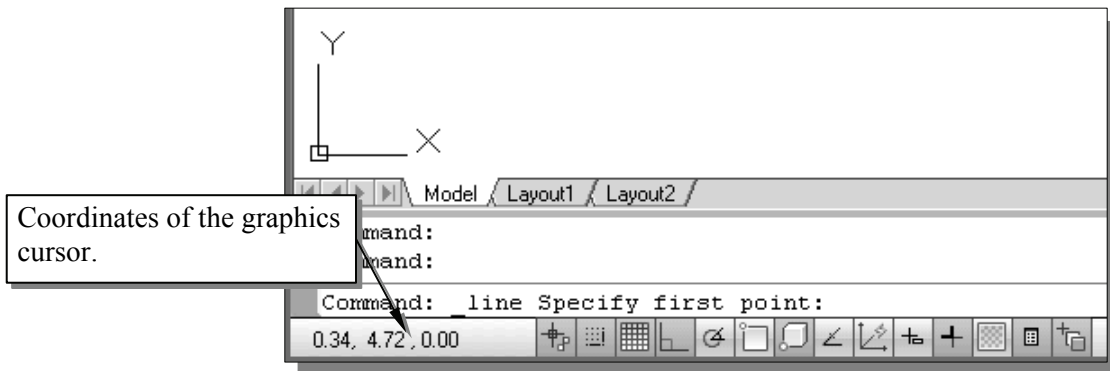 Y
X
Model Layout1 Layout2
Coordinates of the graphics
cursor.
mand:
mand:
Command: _line Specify first point:
0.34, 4.72, 0.00